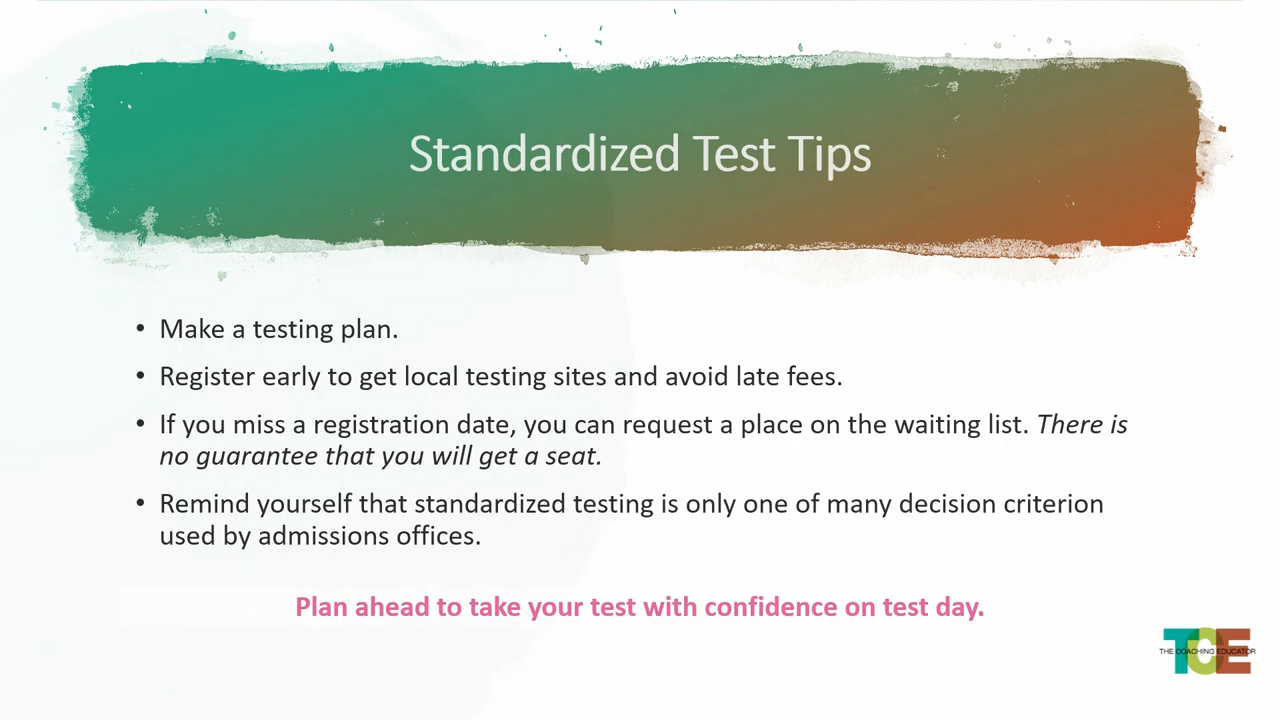 Standardized Test Tips
• Make a testing plan.
• Register early to get local testing sites and avoid late fees.
• If you miss a registration date, you can request a place on the waiting list. There is
no guarantee that you will get a seat.
• Remind yourself that standardized testing is only one of many decision criterion
used by admissions offices.
Plan ahead to take your test with confidence on test day.
TCE
THE COACHING EDUCATOR